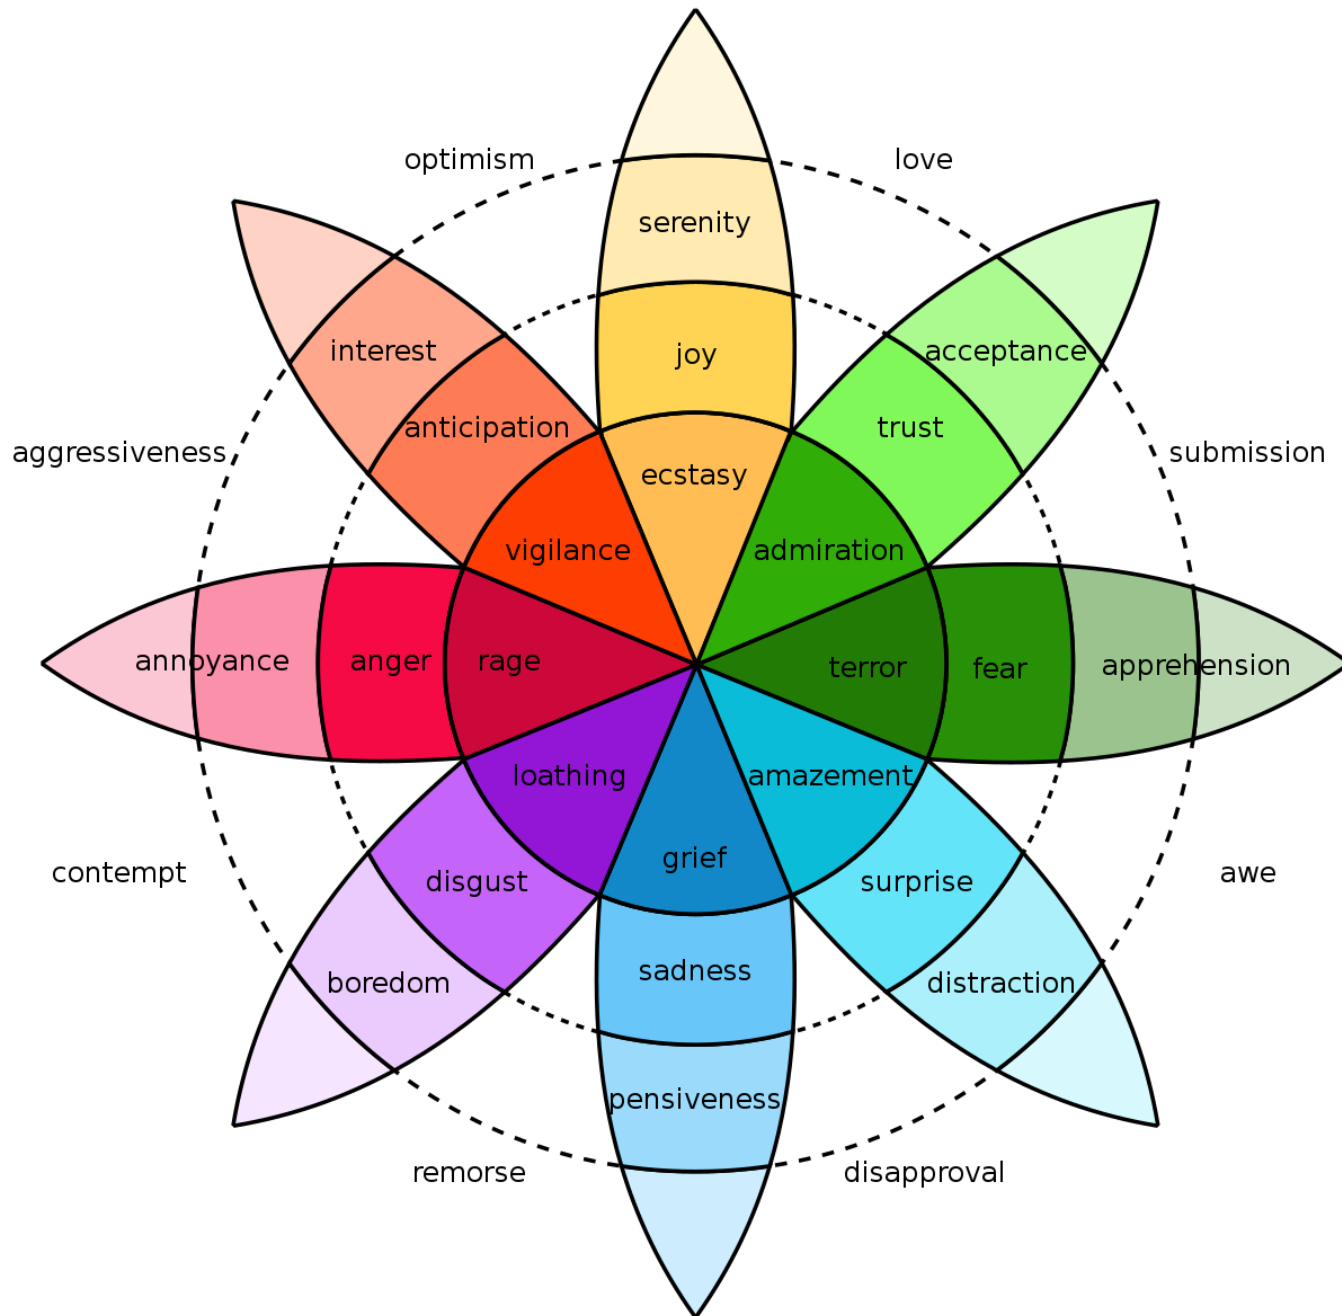 optimism
love
serenity
interest
joy
acceptance
anticipation
trust
aggressiveness
submission
ecstasy
vigilance
admiration
annoyance
anger
rage
terror
fear
apprehension
loathing
amazement
contempt
grief
awe
disgust
surprise
sadness
boredom
distraction
pensiveness
remorse
disapproval